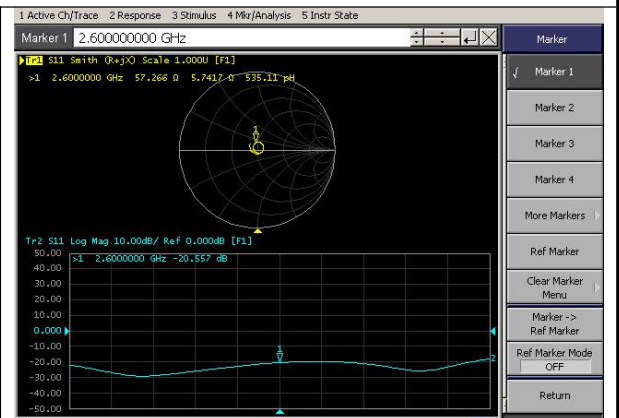 1 Active Ch/Trace 2 Response 3 Stimulus 4 Mkr/Analysis 5 Instr State
Marker 1 2.600000000 GHz
Marker
Tr1 S11 Smith (R+jX) Scale 1.000U [F1]
>1 2.6000000 GHz 57.266 Ω 5.7417 Ω 535.11 pH
1
√ Marker 1
Marker 2
Marker 3
Marker 4
More Markers
Ref Marker
Clear Marker
Menu
Marker ->
Ref Marker
Ref Marker Mode
OFF
Return
Tr2 S11 Log Mag 10.00dB/ Ref 0.000dB [F1]
>1 2.6000000 GHz -20.557 dB
50.00
40.00
30.00
20.00
10.00
0.000
-10.00
-20.00
-30.00
-40.00
-50.00
1
2